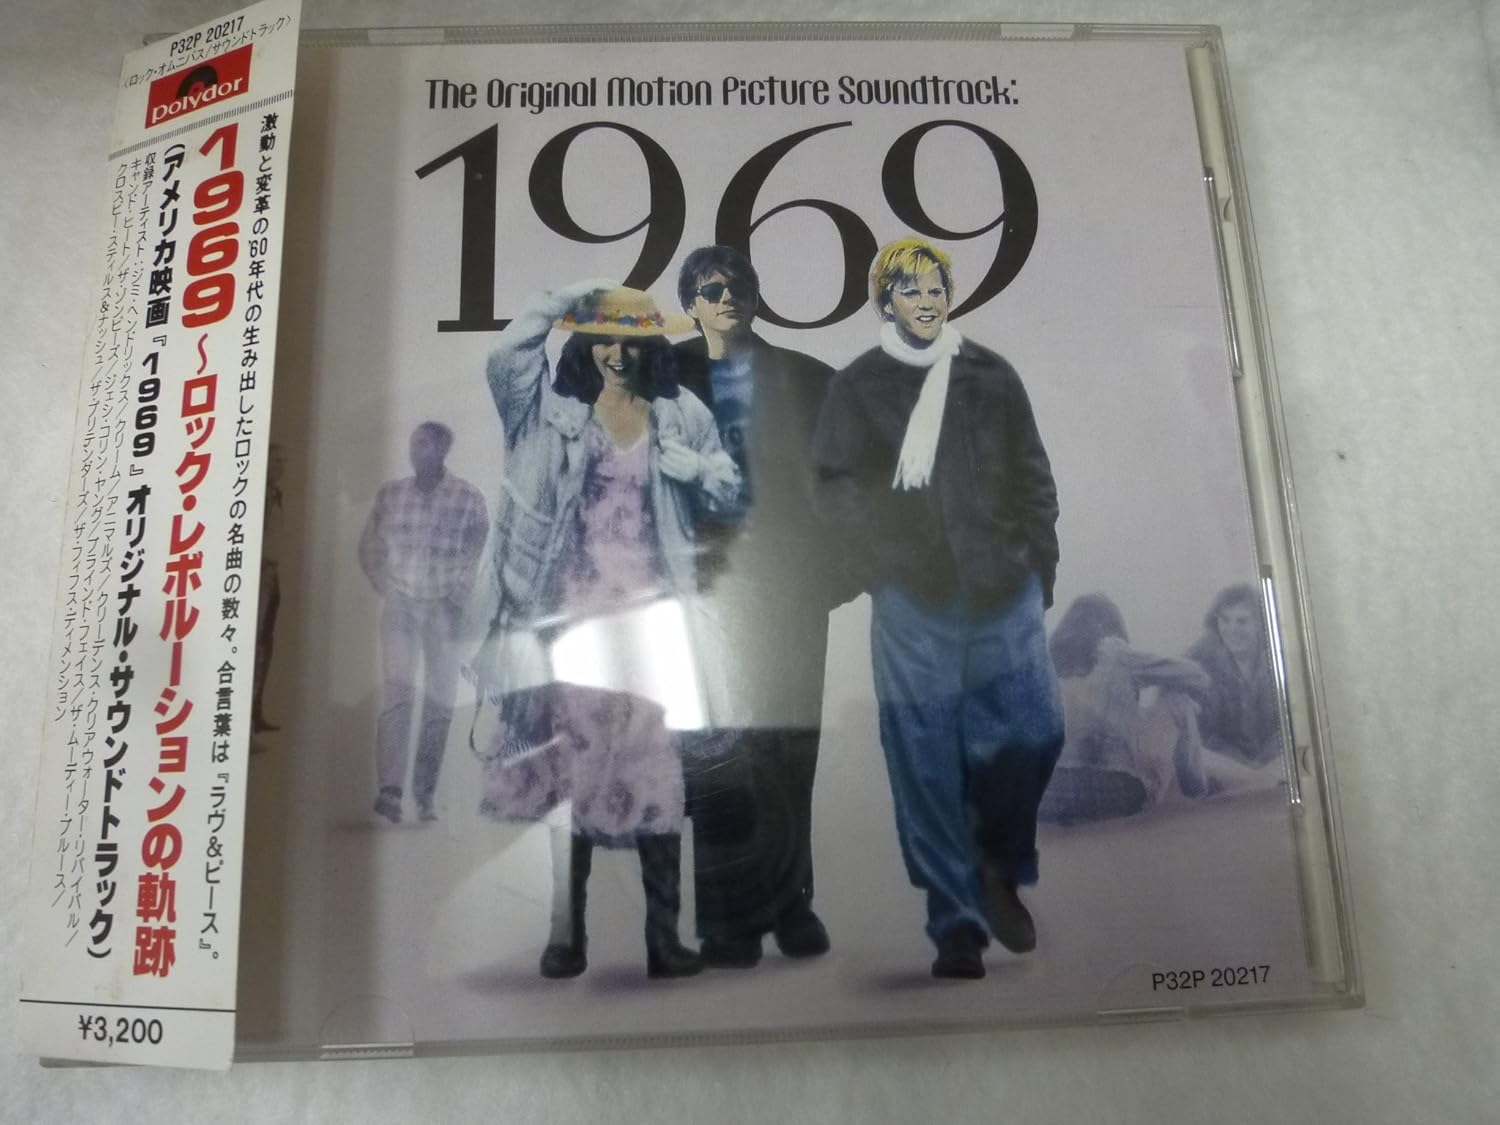 P32P 20217
〈ロック・オムニバス/サウンドトラック〉
polydor
激動と変革の'60年代の生み出したロックの名曲の数々。合言葉は『ラヴ&ピース』。
1969～ロック・レボルーションの軌跡
(アメリカ映画『1969』オリジナル・サウンドトラック)
収録アーティスト:ジミ・ヘンドリックス/クリーム/アニマルズ/クリーデンス・クリアウォーター・リバイバル/
キャンド・ヒート/ザ・ゾンビーズ/ジェシ・コリン・ヤング/ブラインド・フェイス/ザ・ムーディー・ブルース/
クロスビー・スティルス&ナッシュ/ザ・プリテンダーズ/ザ・フィフス・ディメンション
¥3,200
The Original Motion Picture Soundtrack:
1969
P32P 20217